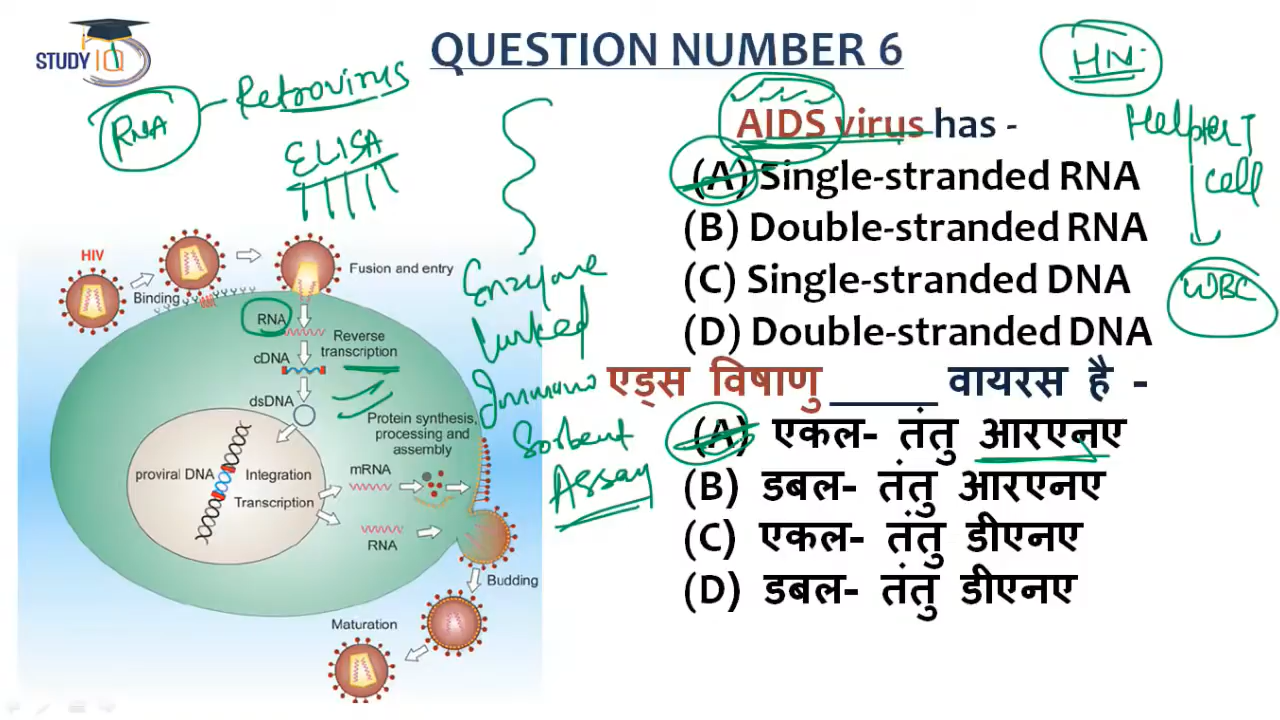 STUDY IQ
QUESTION NUMBER 6
HIV
RNA - Retrovirus
ELISA
AIDS virus has -
(A) Single-stranded RNA
(B) Double-stranded RNA
(C) Single-stranded DNA
(D) Double-stranded DNA
Helper T
cell
WBC
Enzyme
Linked
Immuno
Sorbent
Assay
एड्स विषाणु _____ वायरस है -
(A) एकल- तंतु आरएनए
(B) डबल- तंतु आरएनए
(C) एकल- तंतु डीएनए
(D) डबल- तंतु डीएनए
HIV
Binding
Fusion and entry
RNA
Reverse
transcription
cDNA
dsDNA
Protein synthesis,
processing and
assembly
proviral DNA
Integration
Transcription
mRNA
RNA
Budding
Maturation